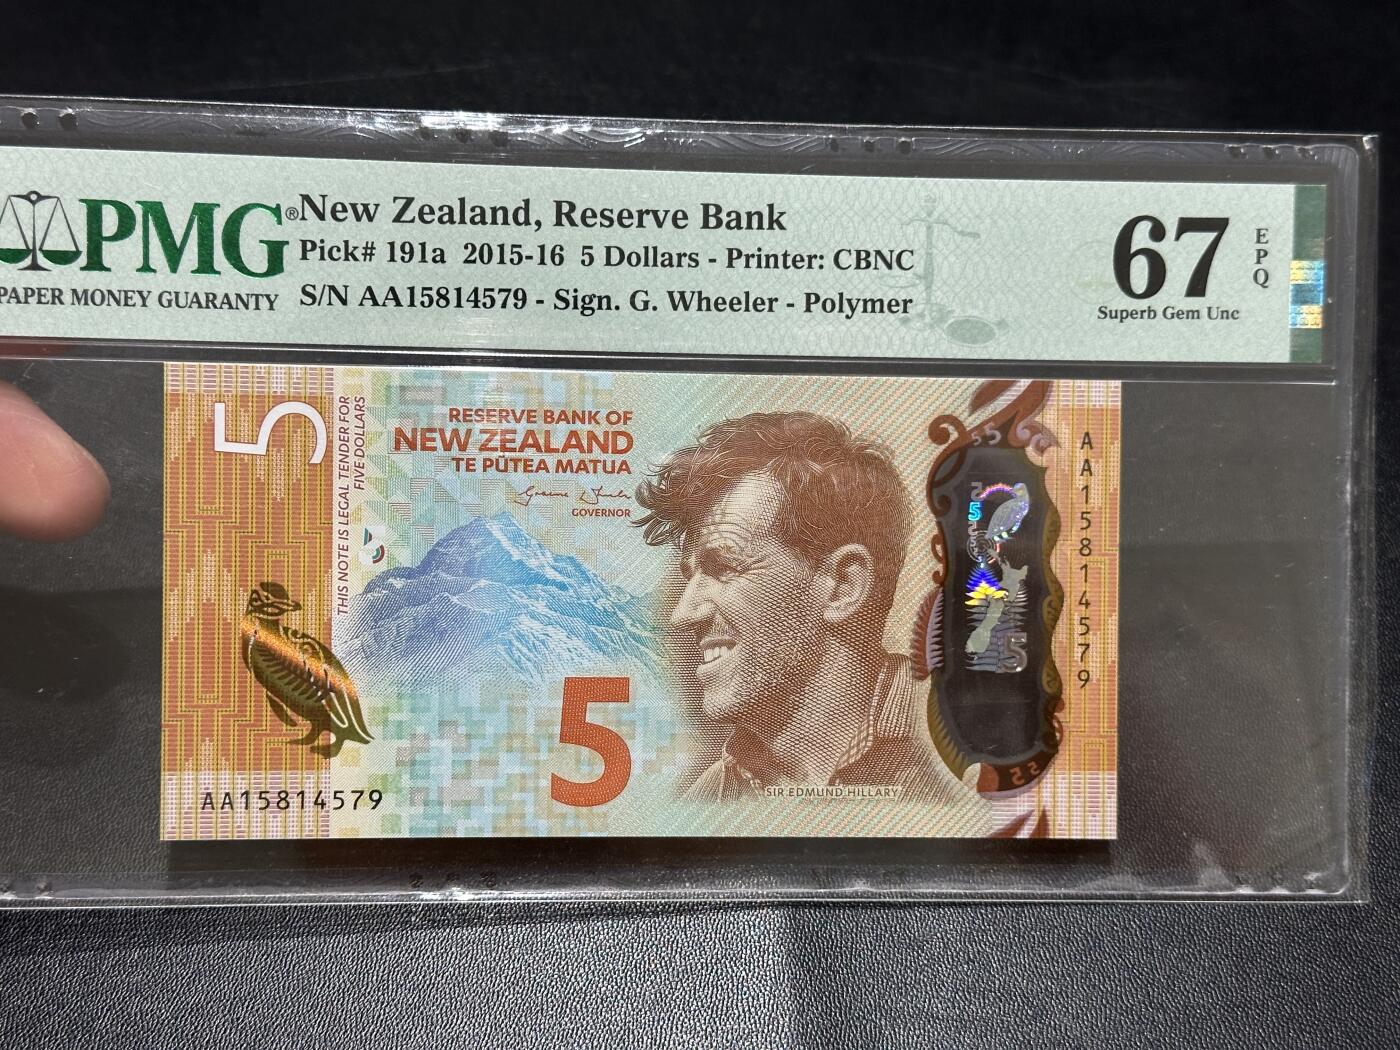 PMG®
PAPER MONEY GUARANTY
New Zealand, Reserve Bank
Pick# 191a 2015-16 5 Dollars - Printer: CBNC
S/N AA15814579 - Sign. G. Wheeler - Polymer
67
EPQ
Superb Gem Unc
5
THIS NOTE IS LEGAL TENDER FOR
FIVE DOLLARS
RESERVE BANK OF
NEW ZEALAND
TE PŪTEA MATUA
GOVERNOR
5
SIR EDMUND HILLARY
AA15814579
AA15814579
5
5